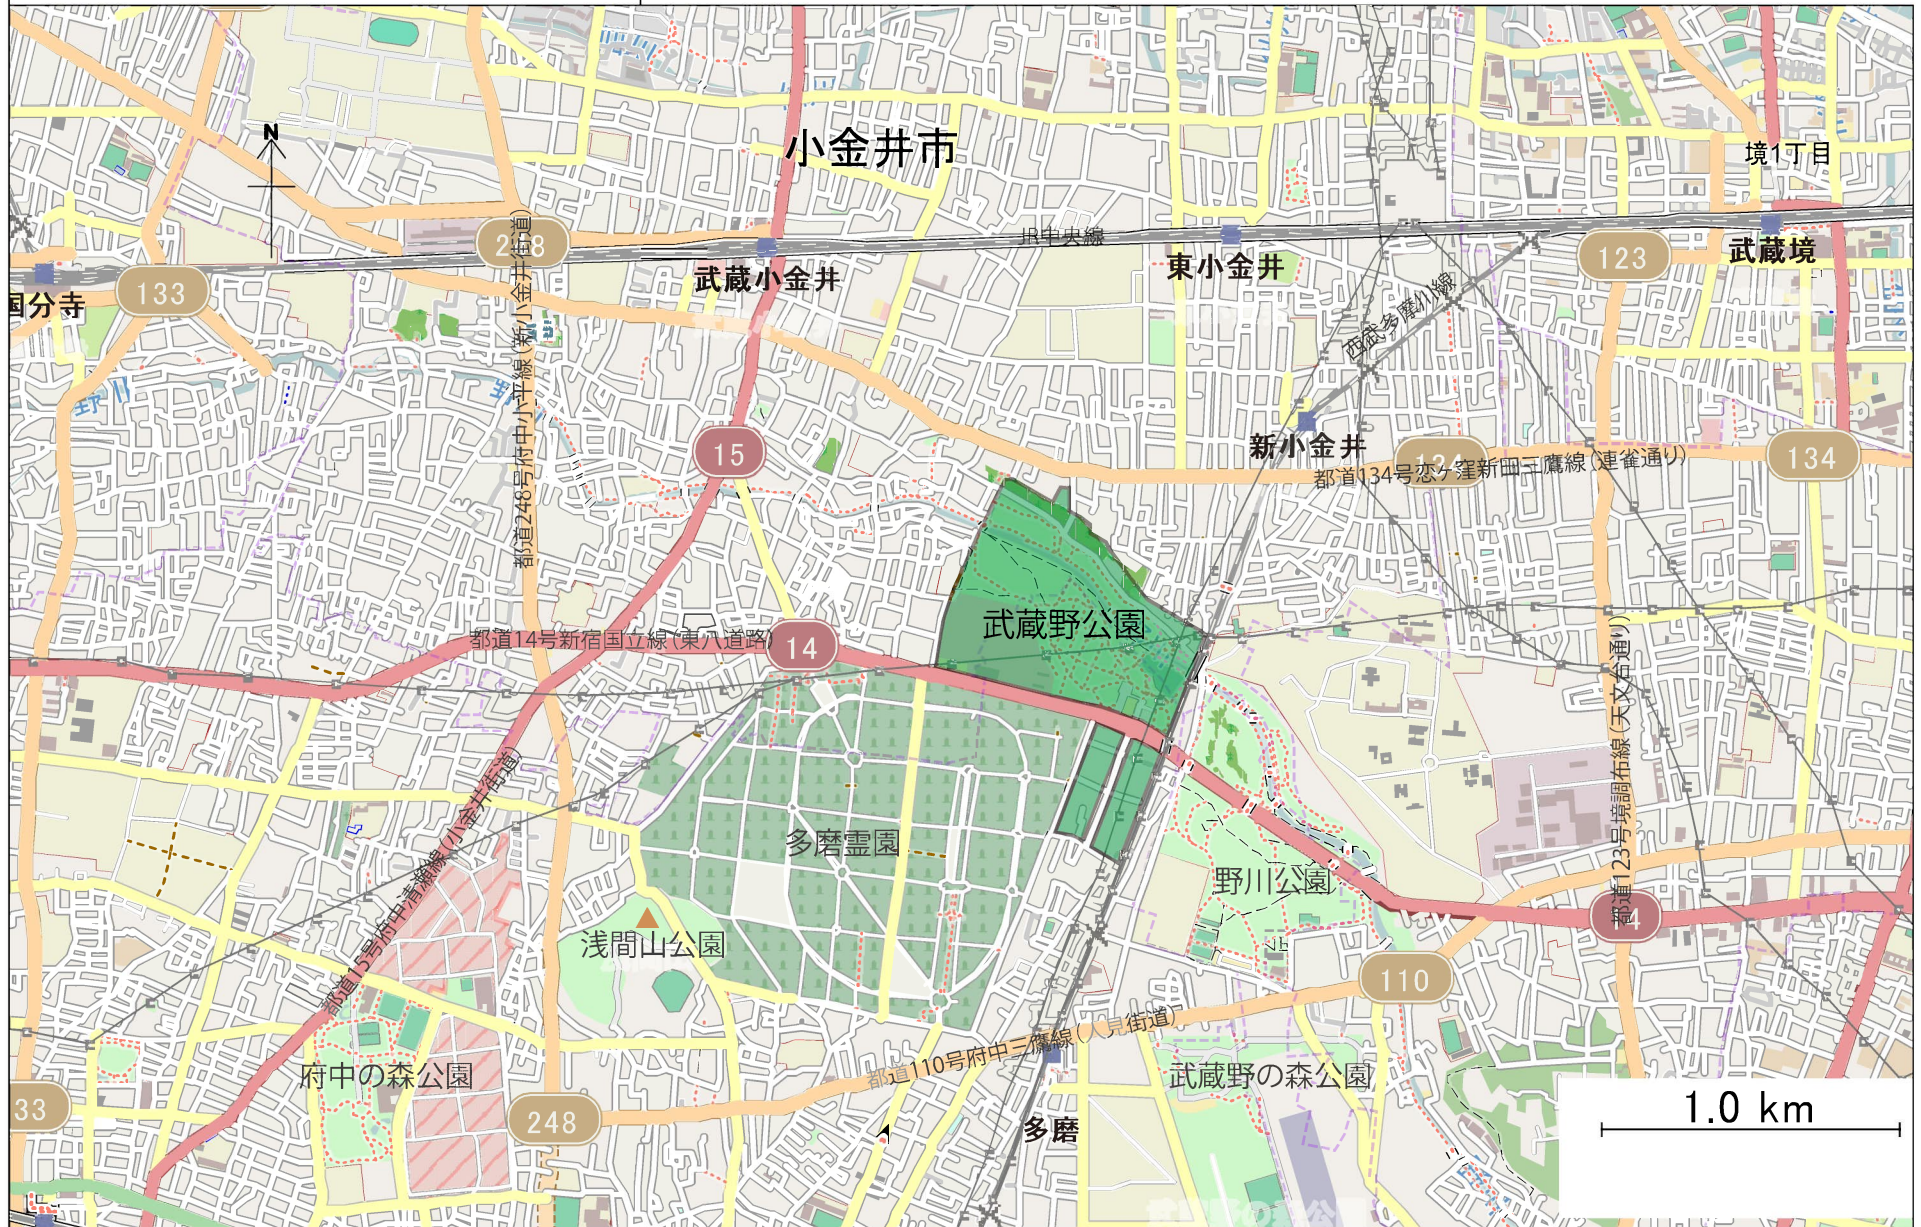 N
小金井市
境1丁目
248
JR中央線
武蔵小金井
東小金井
123
武蔵境
133
国分寺
西武多摩川線
野川
野川
都道248号府中小平線(新小金井街道)
15
新小金井
134
134
都道134号恋ヶ窪新田三鷹線(連雀通り)
武蔵野公園
都道14号新宿国立線(東八道路)
14
都道15号府中清瀬線(小金井街道)
都道123号境調布線(天文台通り)
多磨霊園
野川公園
14
浅間山公園
110
都道110号府中三鷹線(人見街道)
府中の森公園
武蔵野の森公園
33
248
多磨
1.0 km